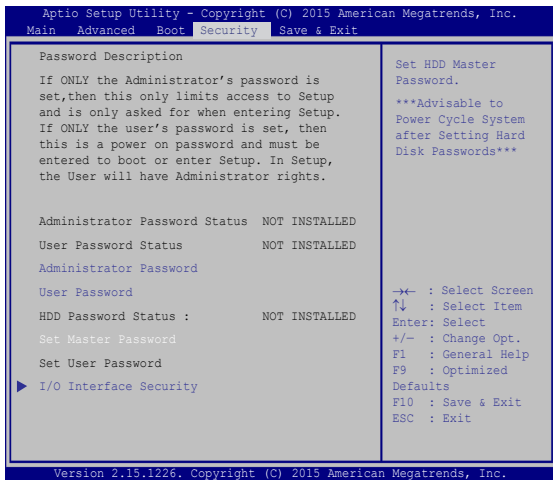 Aptio Setup Utility - Copyright (C) 2015 American Megatrends, Inc.
Main Advanced Boot Security Save & Exit
Password Description
If ONLY the Administrator's password is
set,then this only limits access to Setup
and is only asked for when entering Setup.
If ONLY the user's password is set, then
this is a power on password and must be
entered to boot or enter Setup. In Setup,
the User will have Administrator rights.
Administrator Password Status NOT INSTALLED
User Password Status NOT INSTALLED
Administrator Password
User Password
HDD Password Status : NOT INSTALLED
Set Master Password
Set User Password
I/O Interface Security
Set HDD Master
Password.
***Advisable to
Power Cycle System
after Setting Hard
Disk Passwords***
→← : Select Screen
↑↓ : Select Item
Enter: Select
+/− : Change Opt.
F1 : General Help
F9 : Optimized
Defaults
F10 : Save & Exit
ESC : Exit
Version 2.15.1226. Copyright (C) 2015 American Megatrends, Inc.